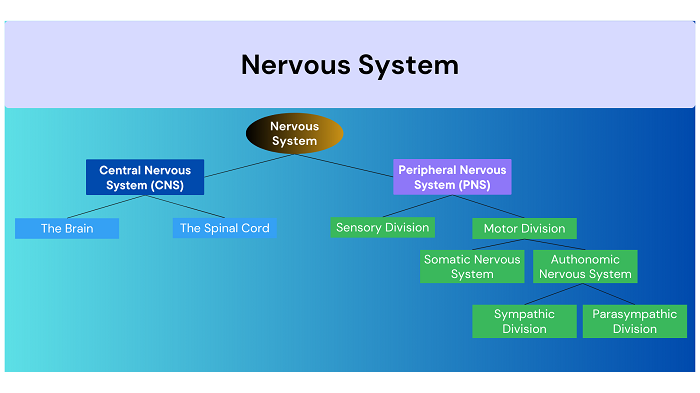 Nervous System
Nervous
System
Central Nervous
System (CNS)
Peripheral Nervous
System (PNS)
The Brain
The Spinal Cord
Sensory Division
Motor Division
Somatic Nervous
System
Authonomic
Nervous System
Sympathic
Division
Parasympathic
Division